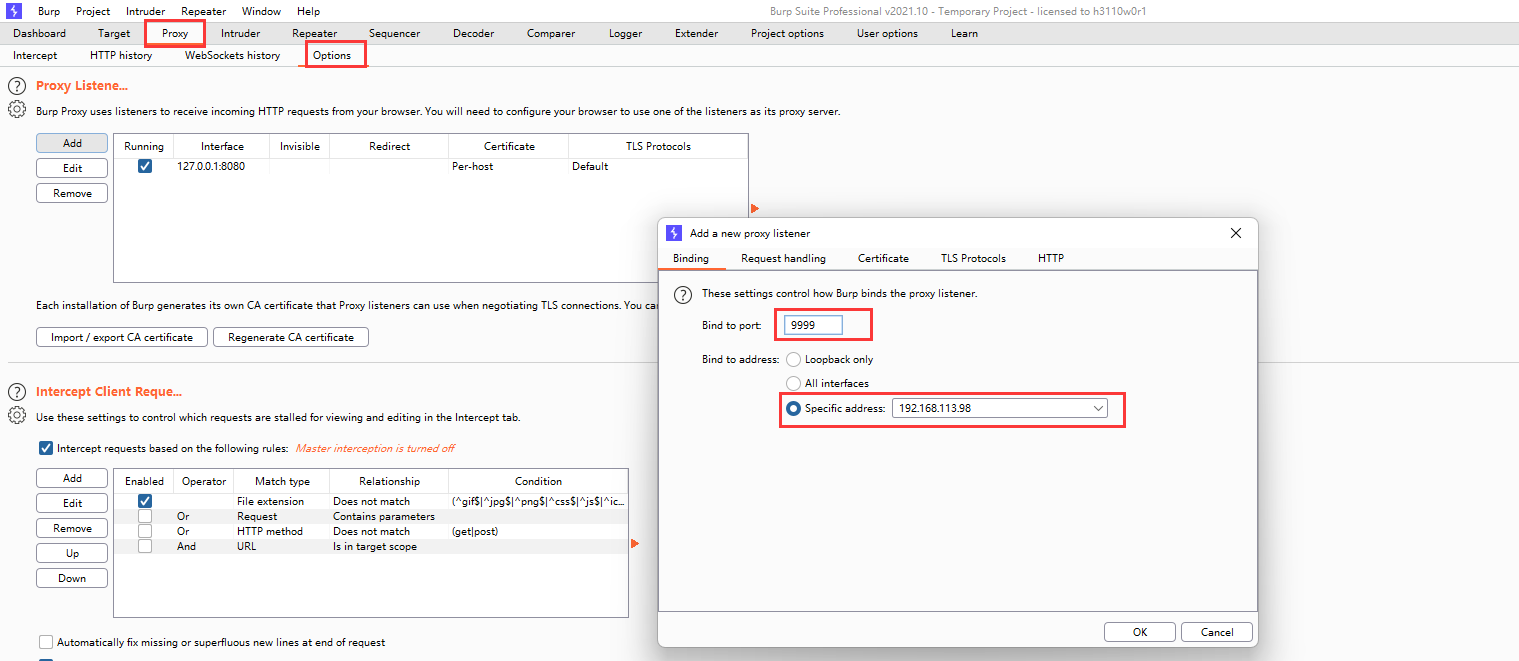 Burp Project Intruder Repeater Window Help
Burp Suite Professional v2021.10 - Temporary Project - licensed to h3110w0r1
Dashboard Target Proxy Intruder Repeater Sequencer Decoder Comparer Logger Extender Project options User options Learn
Intercept HTTP history WebSockets history Options
? Proxy Listene...
Burp Proxy uses listeners to receive incoming HTTP requests from your browser. You will need to configure your browser to use one of the listeners as its proxy server.
Add
Edit
Remove
Running Interface Invisible Redirect Certificate TLS Protocols
127.0.0.1:8080 Per-host Default
Each installation of Burp generates its own CA certificate that Proxy listeners can use when negotiating TLS connections. You can
Import / export CA certificate Regenerate CA certificate
? Intercept Client Reque...
Use these settings to control which requests are stalled for viewing and editing in the Intercept tab.
Intercept requests based on the following rules: Master interception is turned off
Add
Edit
Remove
Up
Down
Enabled Operator Match type Relationship Condition
File extension Does not match (^gif$|^jpg$|^png$|^css$|^js$|^ic...
Or Request Contains parameters
Or HTTP method Does not match (get|post)
And URL Is in target scope
Automatically fix missing or superfluous new lines at end of request
Add a new proxy listener
Binding Request handling Certificate TLS Protocols HTTP
? These settings control how Burp binds the proxy listener.
Bind to port: 9999
Bind to address: Loopback only
All interfaces
Specific address: 192.168.113.98
OK Cancel